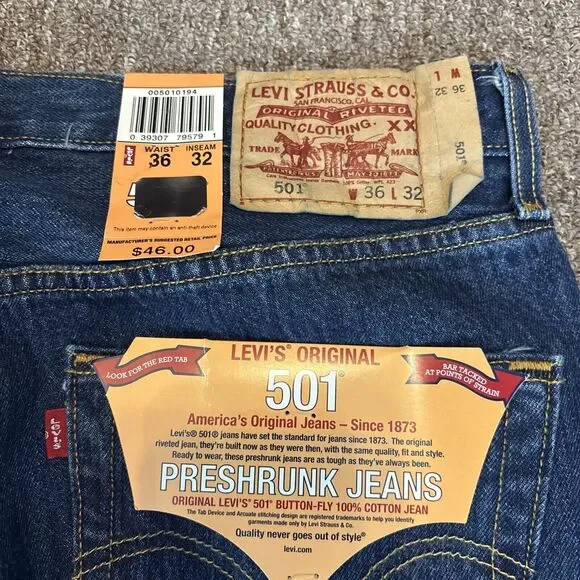 005010194
0 39307 79579 1
Levi's
WAIST INSEAM
36 32
This item may contain an anti-theft device
MANUFACTURER'S SUGGESTED RETAIL PRICE
$46.00
LEVI STRAUSS & CO.
SAN FRANCISCO, CAL.
ORIGINAL RIVETED
QUALITY CLOTHING. XX
TRADE MARK
PATENTED IN U.S. MAY 20 1873
501 W 36 L 32
W L
36 32
501
LEVI'S® ORIGINAL
501®
LOOK FOR THE RED TAB
BAR TACKED
AT POINTS OF STRAIN
America's Original Jeans – Since 1873
Levi's® 501® jeans have set the standard for jeans since 1873. The original
riveted jean, they're built now as they were then, with the same quality, fit and style.
Ready to wear, these preshrunk jeans are as tough as they've always been.
PRESHRUNK JEANS
ORIGINAL LEVI'S® 501® BUTTON-FLY 100% COTTON JEAN
The Tab Device and Arcuate stitching design are registered trademarks to help you identify
garments made only by Levi Strauss & Co.
Quality never goes out of style®
levi.com
LEVI'S